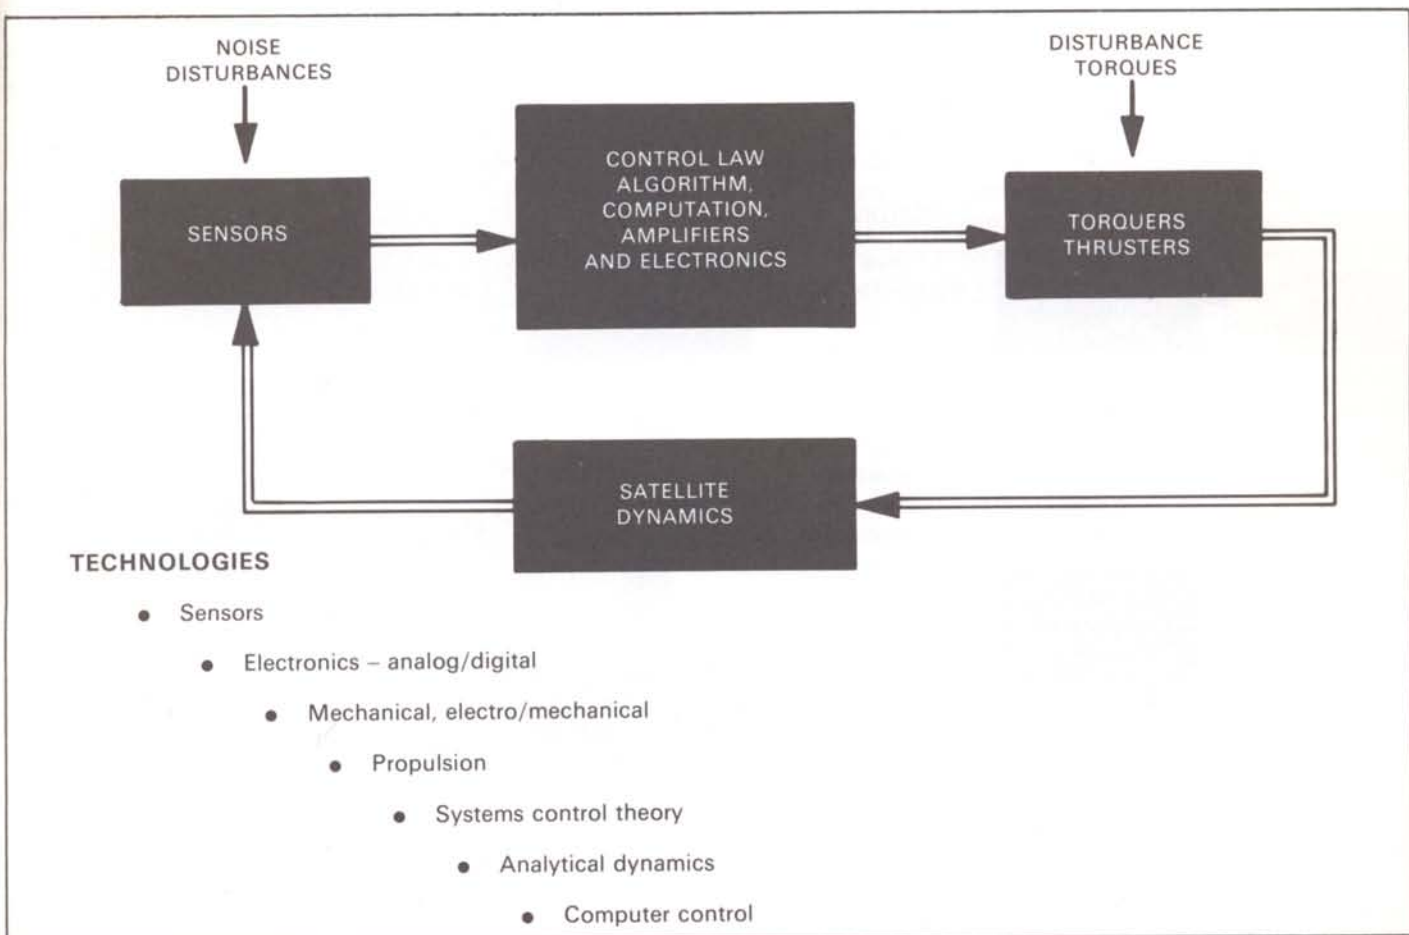 NOISE
DISTURBANCES
DISTURBANCE
TORQUES
SENSORS
CONTROL LAW
ALGORITHM,
COMPUTATION,
AMPLIFIERS
AND ELECTRONICS
TORQUERS
THRUSTERS
SATELLITE
DYNAMICS
TECHNOLOGIES
● Sensors
● Electronics – analog/digital
● Mechanical, electro/mechanical
● Propulsion
● Systems control theory
● Analytical dynamics
● Computer control